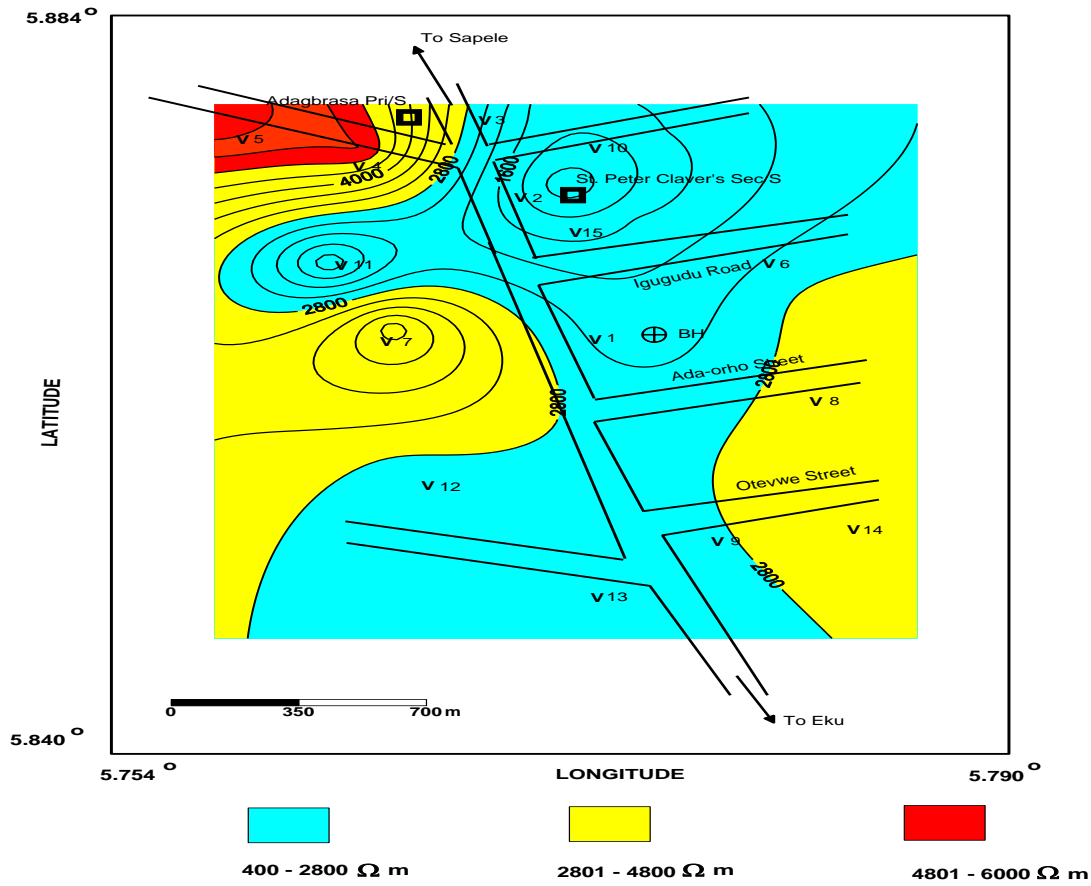 5.884 o
To Sapele
Adagbrasa Pri/S
V 3
V 5
V 10
V 4
4000
2800
1600
St. Peter Claver's Sec S
V 2
V 15
V 11
Igugudu Road
V 6
2800
V 7
V 1
BH
Ada-orho Street
2800
2800
V 8
LATITUDE
V 12
Otevwe Street
V 14
V 9
2800
V 13
0 350 700 m
To Eku
5.840 o
5.754 o
LONGITUDE
5.790 o
400 - 2800 Ω m
2801 - 4800 Ω m
4801 - 6000 Ω m